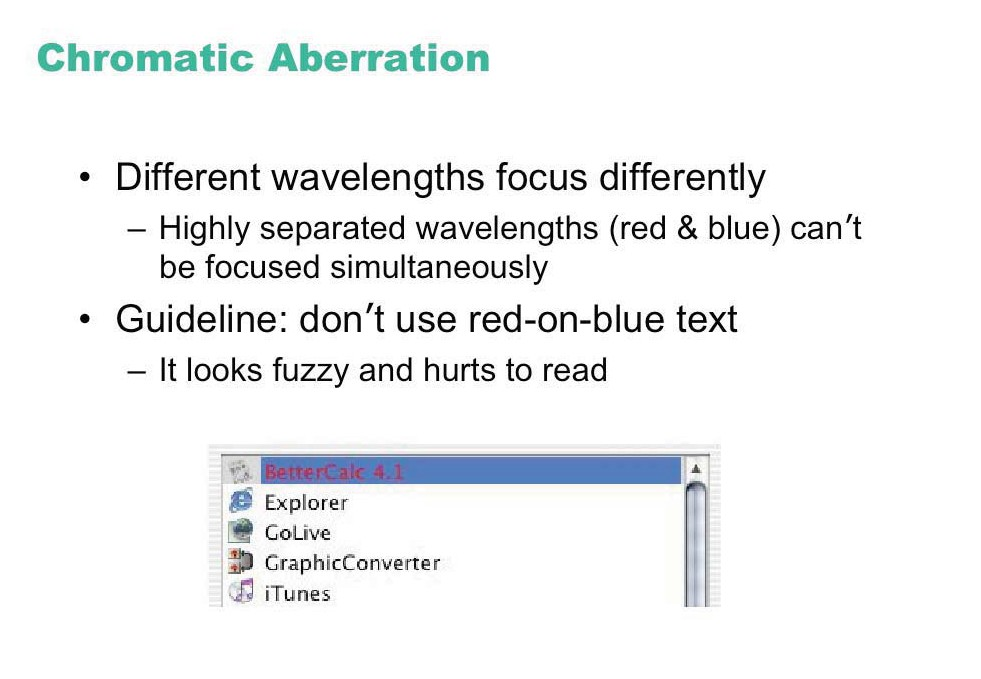 Chromatic Aberration
• Different wavelengths focus differently
– Highly separated wavelengths (red & blue) can′t
be focused simultaneously
• Guideline: don′t use red-on-blue text
– It looks fuzzy and hurts to read
BetterCalc 4.1
Explorer
GoLive
GraphicConverter
iTunes